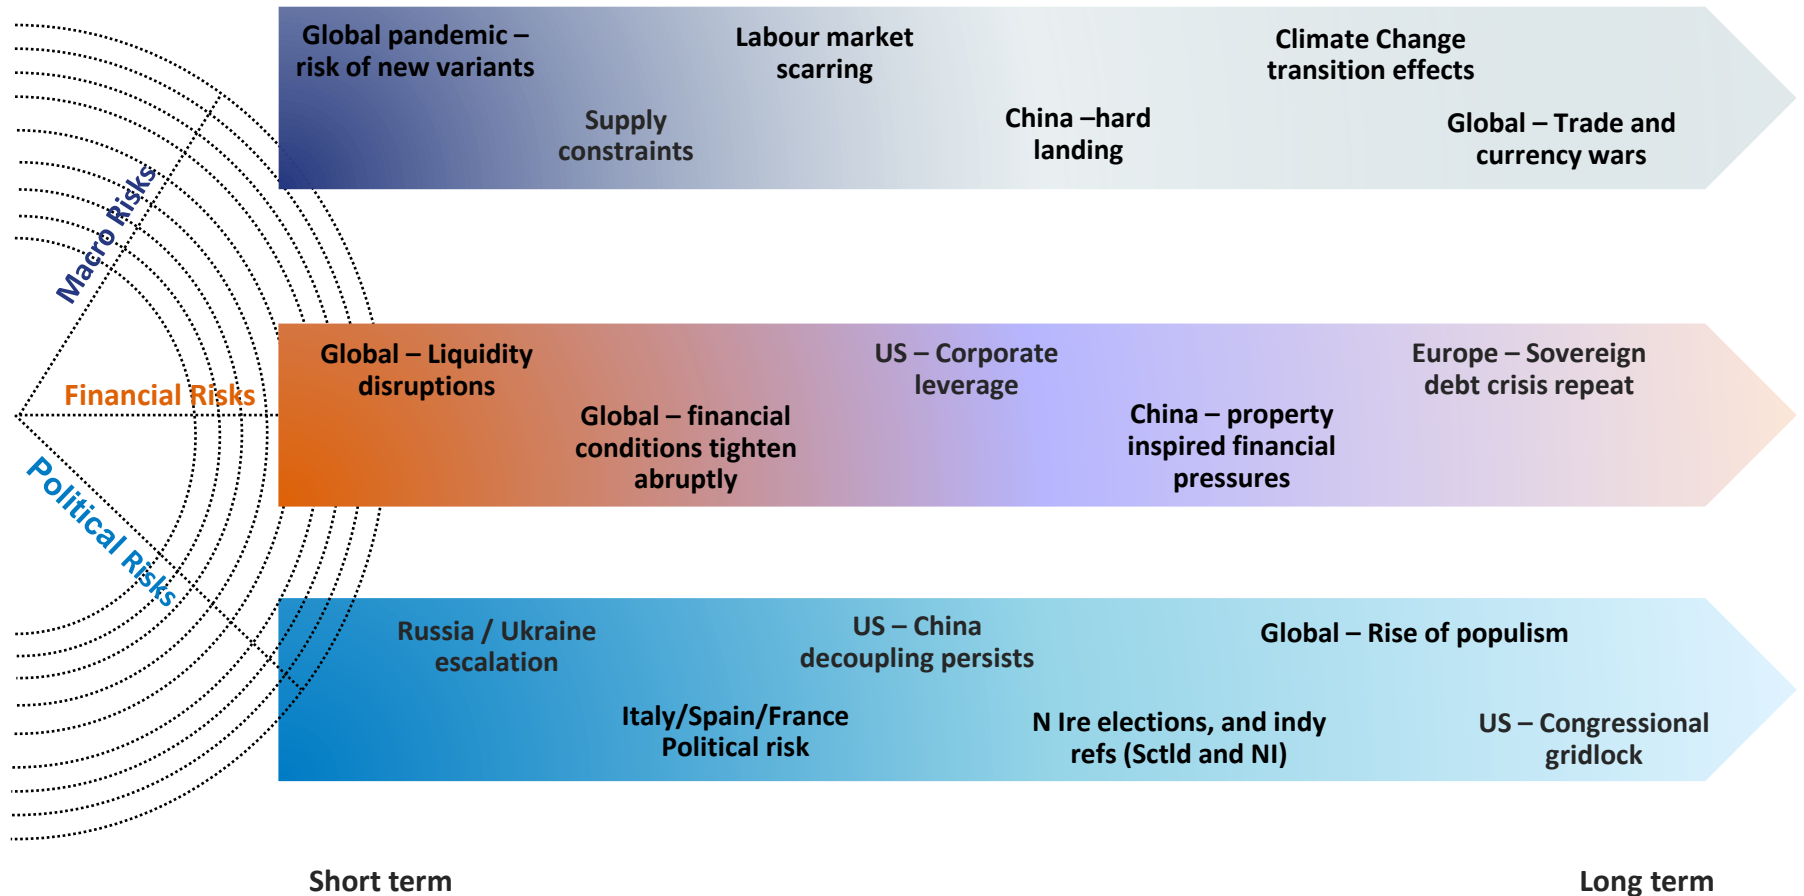 Macro Risks
Global pandemic –
risk of new variants
Supply
constraints
Labour market
scarring
China –hard
landing
Climate Change
transition effects
Global – Trade and
currency wars
Financial Risks
Global – Liquidity
disruptions
Global – financial
conditions tighten
abruptly
US – Corporate
leverage
China – property
inspired financial
pressures
Europe – Sovereign
debt crisis repeat
Political Risks
Russia / Ukraine
escalation
Italy/Spain/France
Political risk
US – China
decoupling persists
N Ire elections, and indy
refs (Sctld and NI)
Global – Rise of populism
US – Congressional
gridlock
Short term
Long term